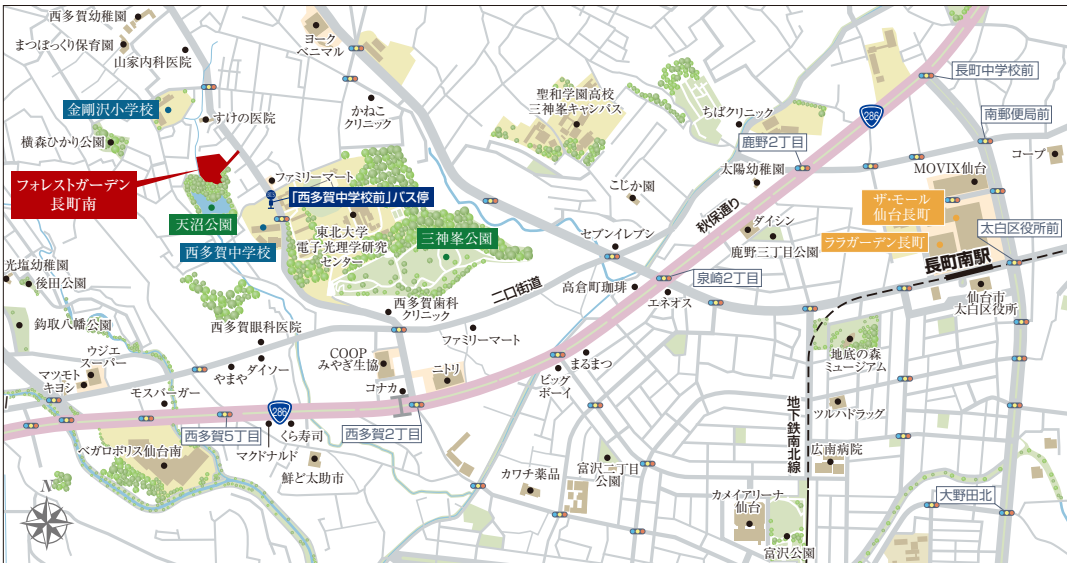 西多賀幼稚園
まつぼっくり保育園
山家内科医院
ヨーク
ベニマル
金剛沢小学校
すけの医院
かねこ
クリニック
横森ひかり公園
フォレストガーデン
長町南
天沼公園
ファミリーマート
BUS
「西多賀中学校前」バス停
西多賀中学校
東北大学
電子光理学研究
センター
三神峯公園
聖和学園高校
三神峯キャンパス
ちばクリニック
286
長町中学校前
南郵便局前
鹿野2丁目
太陽幼稚園
MOVIX仙台
コープ
こじか園
秋保通り
ダイシン
ザ・モール
仙台長町
太白区役所前
ララガーデン長町
鹿野三丁目公園
セブンイレブン
長町南駅
光塩幼稚園
後田公園
二口街道
高倉町珈琲
泉崎2丁目
エネオス
仙台市
太白区役所
鈎取八幡公園
西多賀歯科
クリニック
西多賀眼科医院
ファミリーマート
地底の森
ミュージアム
ウジエ
スーパー
マツモト
キヨシ
やまや
ダイソー
COOP
みやぎ生協
ニトリ
コナカ
まるまつ
ビッグ
ボーイ
モスバーガー
286
西多賀5丁目
くら寿司
マクドナルド
西多賀2丁目
地下鉄南北線
ツルハドラッグ
ベガロポリス仙台南
鮮ど太助市
カワチ薬品
富沢二丁目
公園
広南病院
カメイアリーナ
仙台
大野田北
富沢公園
N